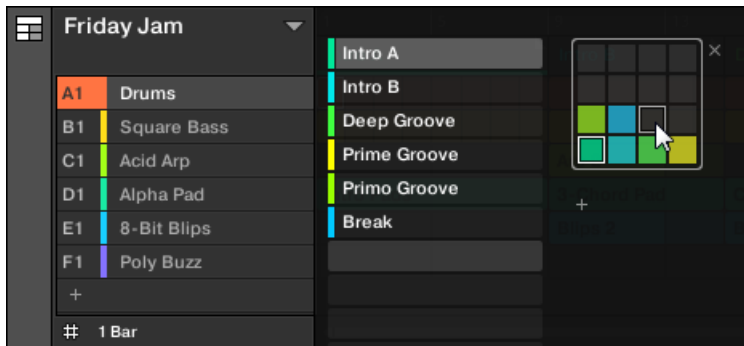 Friday Jam
A1 Drums
B1 Square Bass
C1 Acid Arp
D1 Alpha Pad
E1 8-Bit Blips
F1 Poly Buzz
+
1 Bar
Intro A
Intro B
Deep Groove
Prime Groove
Primo Groove
Break
×
+